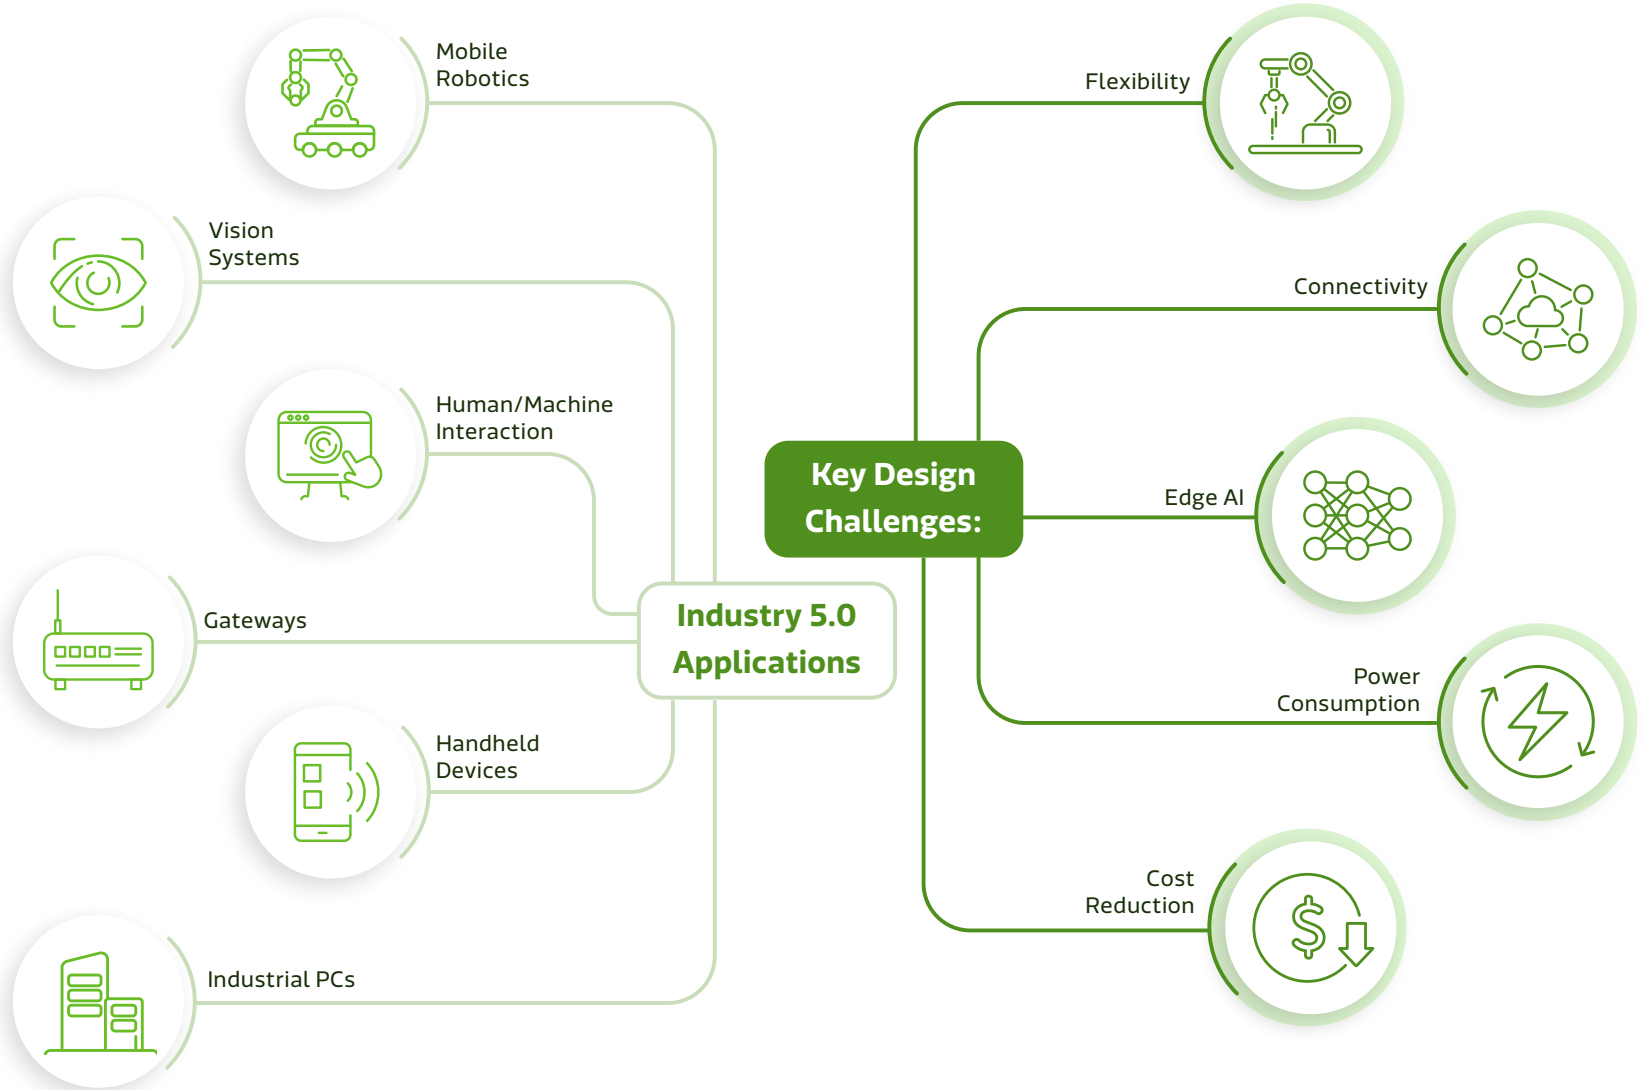 Mobile
Robotics
Vision
Systems
Human/Machine
Interaction
Gateways
Handheld
Devices
Industrial PCs
Industry 5.0
Applications
Key Design
Challenges:
Flexibility
Connectivity
Edge AI
Power
Consumption
Cost
Reduction
$